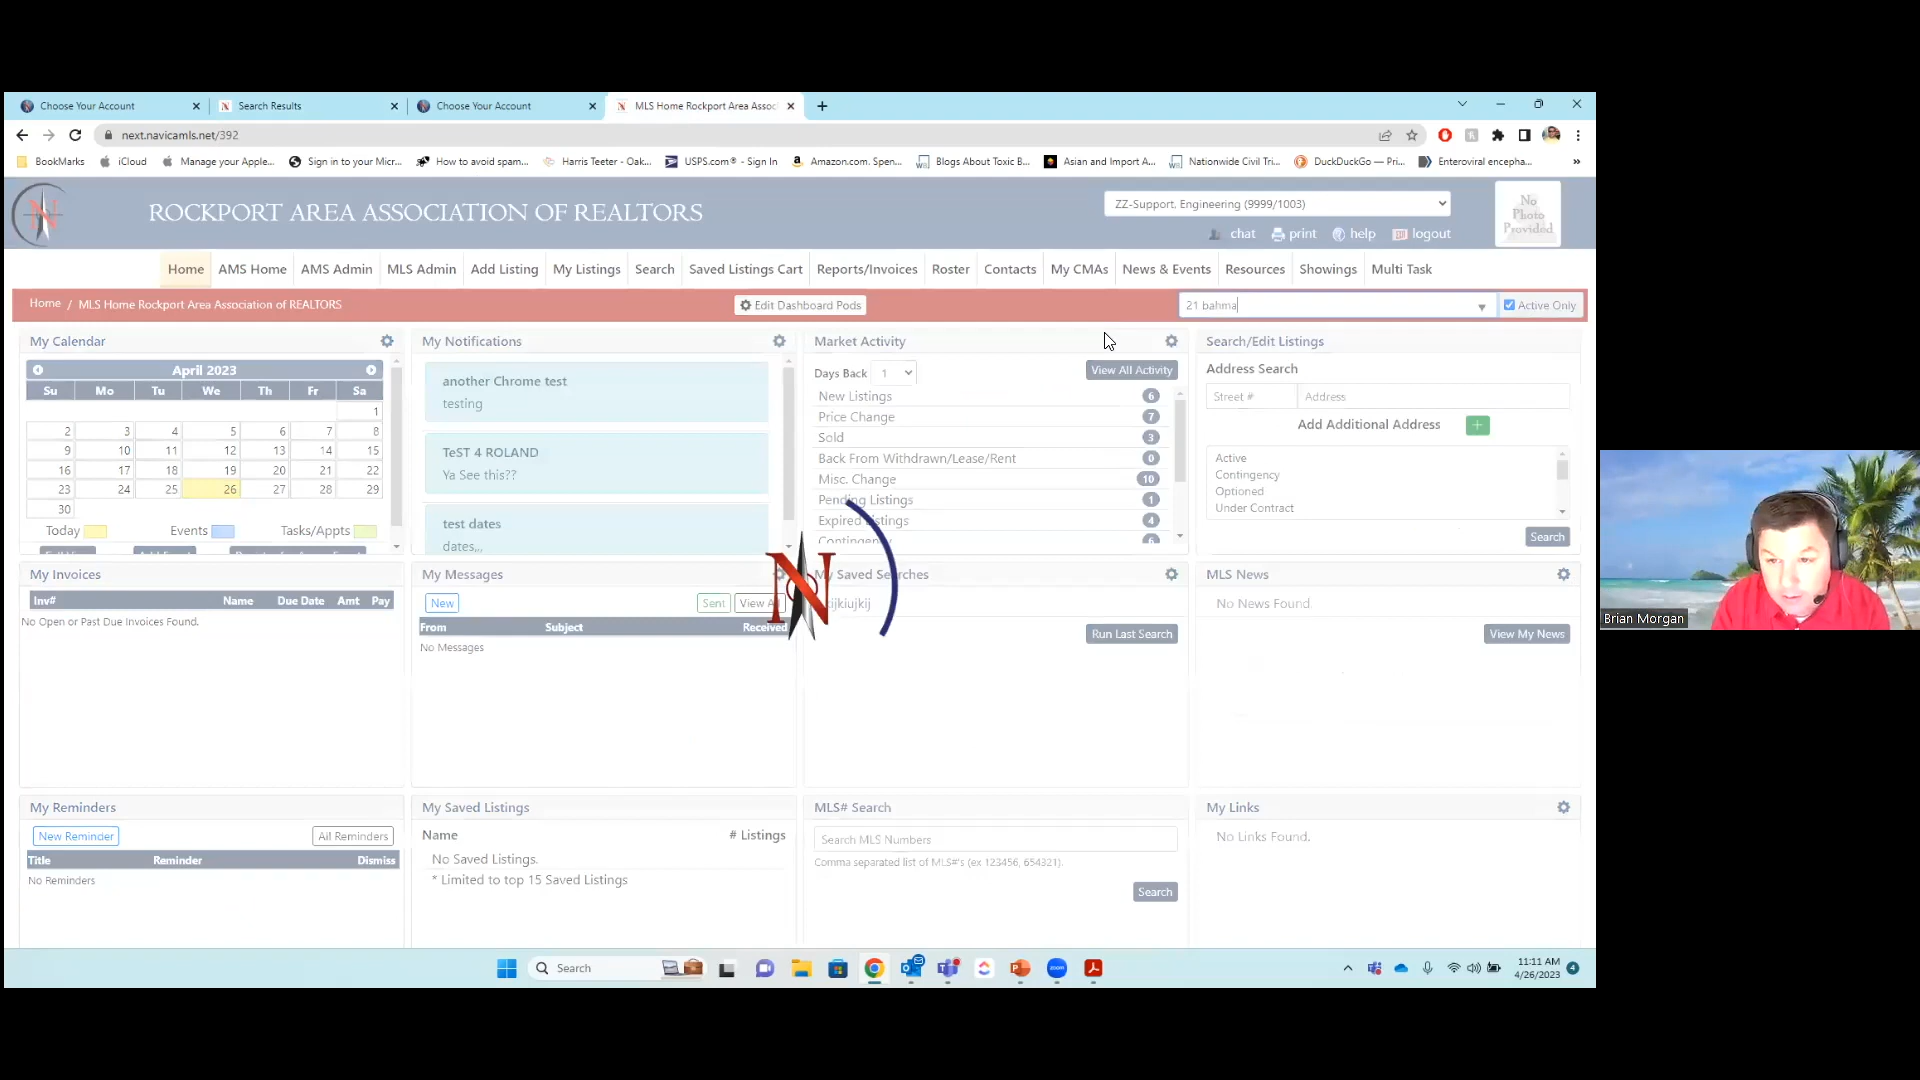 Choose Your Account
Search Results
Choose Your Account
MLS Home Rockport Area Assoc
next.navicamls.net/392
BookMarks
iCloud
Manage your Apple...
Sign in to your Micr...
How to avoid spam...
Harris Teeter - Oak...
USPS.com® - Sign In
Amazon.com. Spen...
Blogs About Toxic B...
Asian and Import A...
Nationwide Civil Tri...
DuckDuckGo — Pri...
Enteroviral encepha...
»
ROCKPORT AREA ASSOCIATION OF REALTORS
ZZ-Support, Engineering (9999/1003)
chat print help logout
No Photo Provided
Home AMS Home AMS Admin MLS Admin Add Listing My Listings Search Saved Listings Cart Reports/Invoices Roster Contacts My CMAs News & Events Resources Showings Multi Task
Home / MLS Home Rockport Area Association of REALTORS
Edit Dashboard Pods
21 bahma
Active Only
My Calendar
April 2023
Su Mo Tu We Th Fr Sa
1
2 3 4 5 6 7 8
9 10 11 12 13 14 15
16 17 18 19 20 21 22
23 24 25 26 27 28 29
30
Today Events Tasks/Appts
My Notifications
another Chrome test
testing
TeST 4 ROLAND
Ya See this??
test dates
dates,,,
Market Activity
Days Back 1 View All Activity
New Listings 6
Price Change 7
Sold 3
Back From Withdrawn/Lease/Rent 0
Misc. Change 10
Pending Listings 1
Expired Listings 4
Contingency 6
Search/Edit Listings
Address Search
Street # Address
Add Additional Address +
Active
Contingency
Optioned
Under Contract
Search
My Invoices
Inv# Name Due Date Amt Pay
No Open or Past Due Invoices Found.
My Messages
New Sent View All
From Subject Received
No Messages
N
My Saved Searches
Run Last Search
MLS News
No News Found.
View My News
My Reminders
New Reminder All Reminders
Title Reminder Dismiss
No Reminders
My Saved Listings
Name # Listings
No Saved Listings.
* Limited to top 15 Saved Listings
MLS# Search
Search MLS Numbers
Comma separated list of MLS#'s (ex 123456, 654321).
Search
My Links
No Links Found.
Brian Morgan
Search
11:11 AM
4/26/2023
4